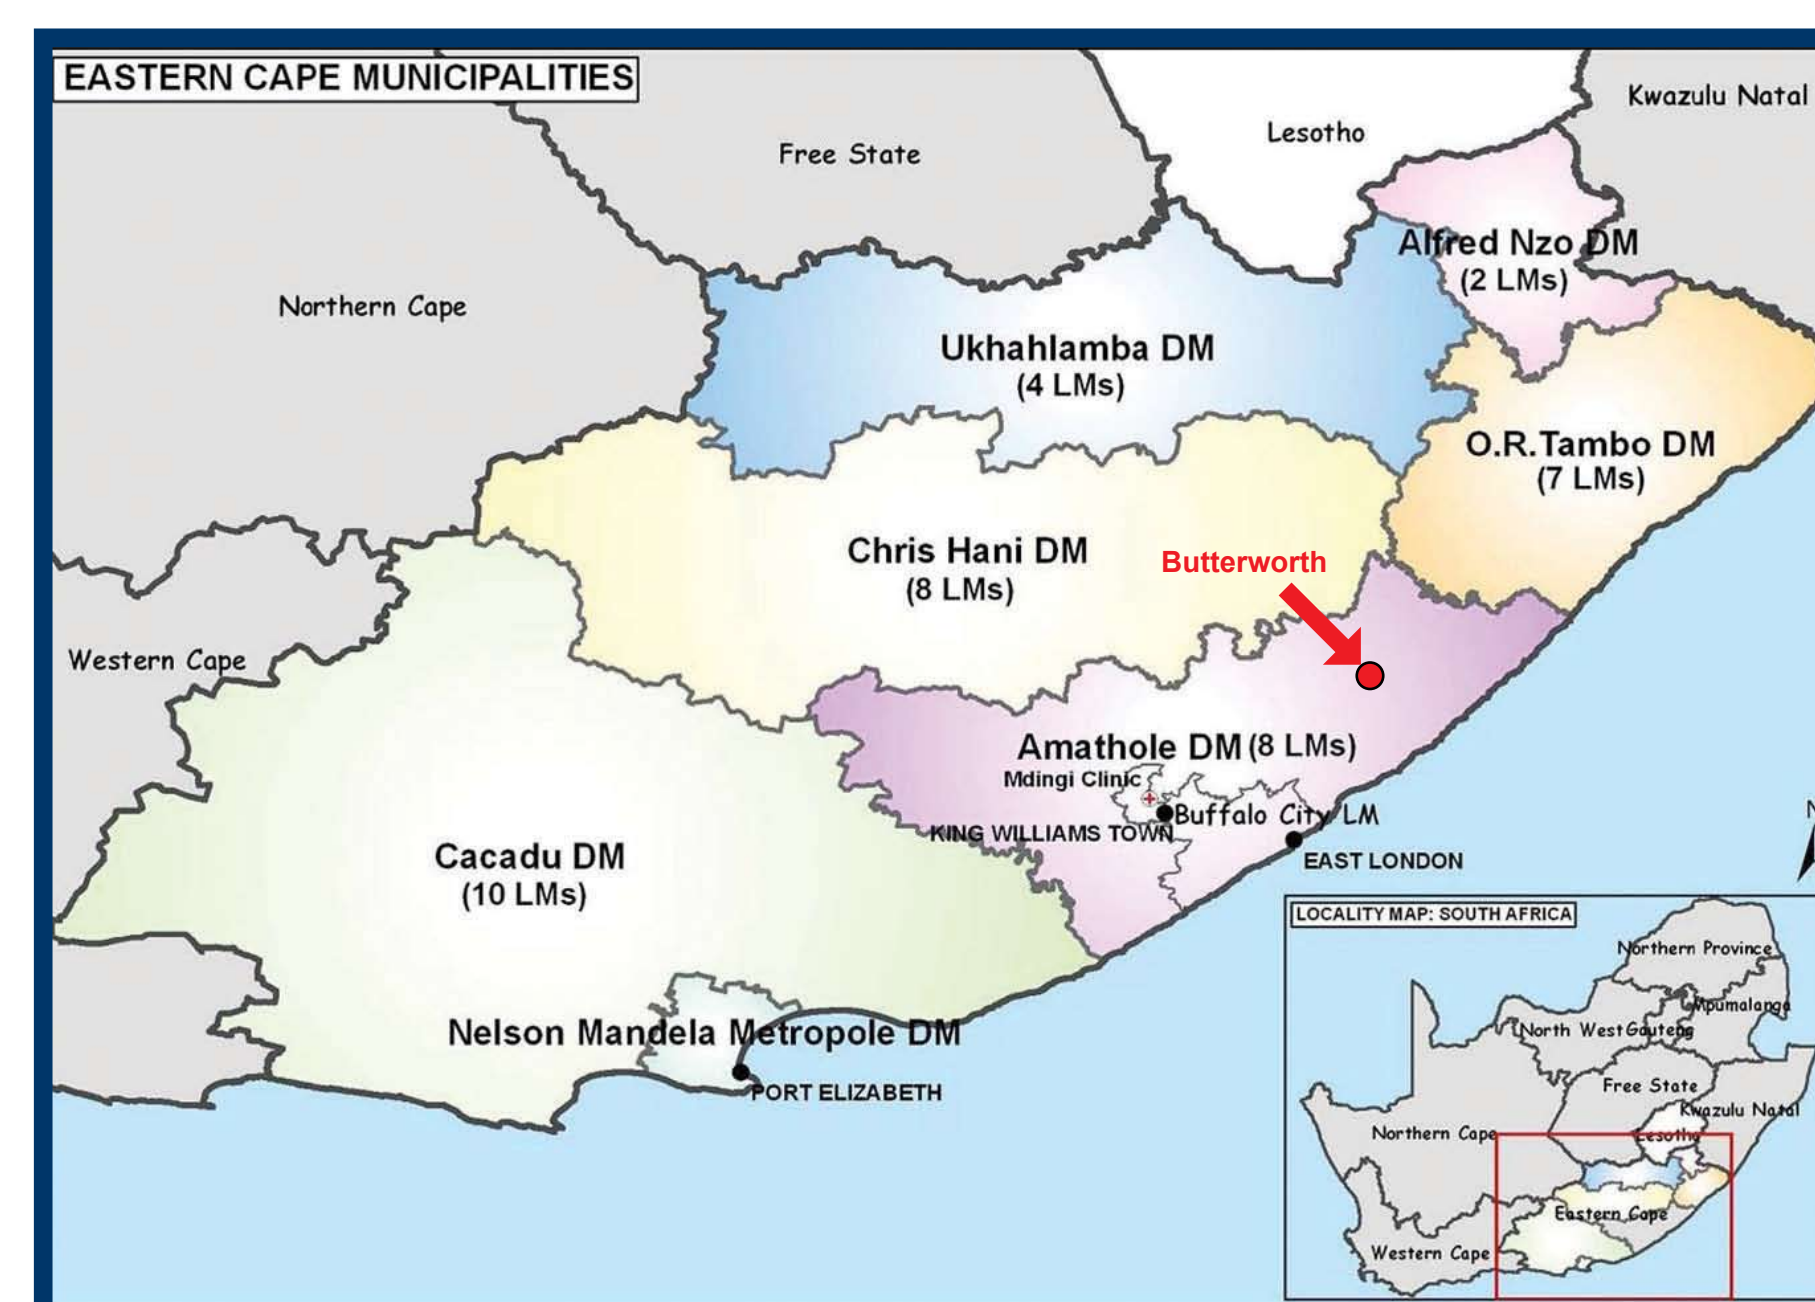 EASTERN CAPE MUNICIPALITIES
Kwazulu Natal
Lesotho
Free State
Alfred Nzo DM
(2 LMs)
Northern Cape
Ukhahlamba DM
(4 LMs)
O.R.Tambo DM
(7 LMs)
Chris Hani DM
(8 LMs)
Butterworth
Western Cape
Amathole DM (8 LMs)
Mdingi Clinic
Buffalo City LM
KING WILLIAMS TOWN
EAST LONDON
Cacadu DM
(10 LMs)
N
Nelson Mandela Metropole DM
PORT ELIZABETH
LOCALITY MAP: SOUTH AFRICA
Northern Province
Mpumalanga
North West Gauteng
Free State
Kwazulu Natal
Lesotho
Northern Cape
Eastern Cape
Western Cape